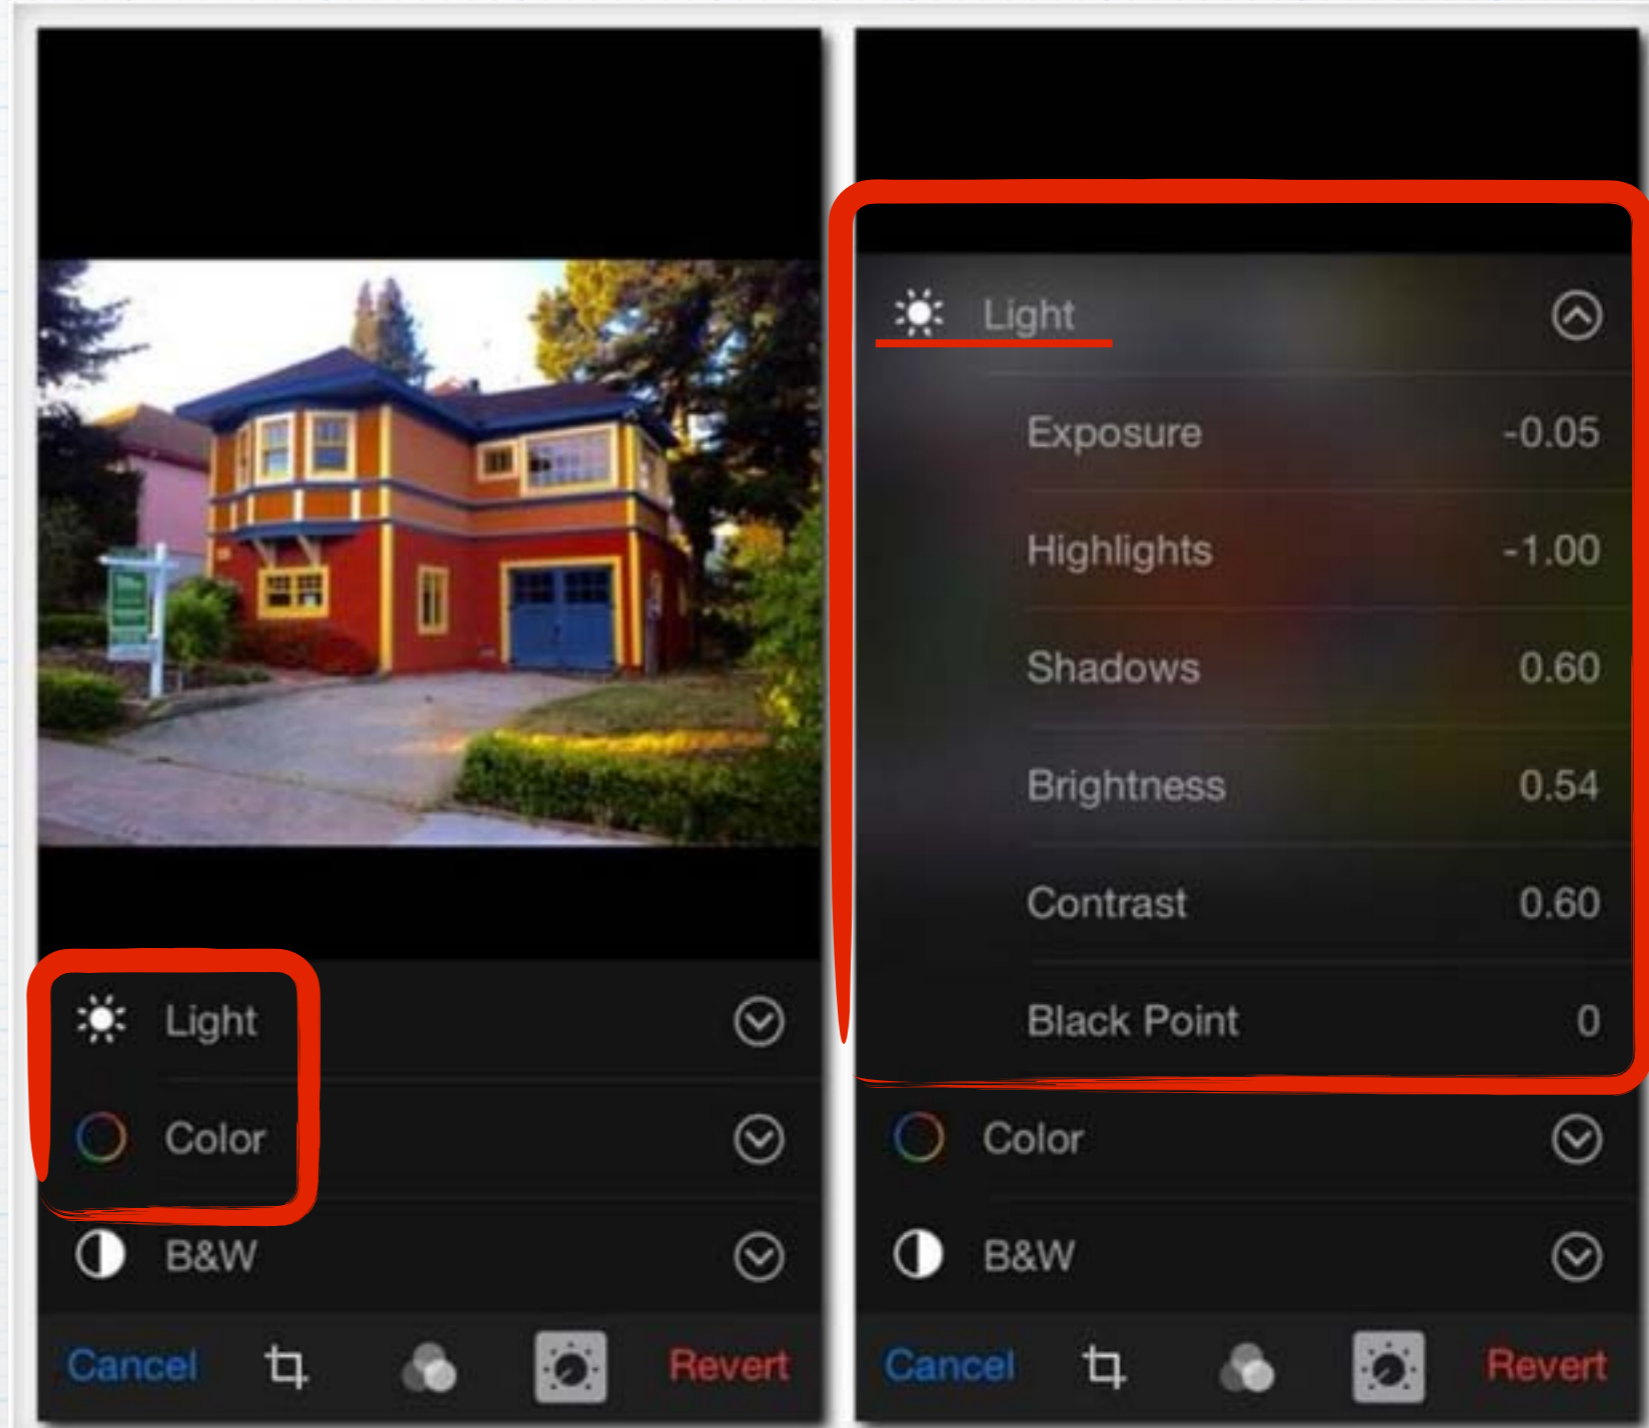 Light
Color
B&W
Cancel
Revert
Light
Exposure -0.05
Highlights -1.00
Shadows 0.60
Brightness 0.54
Contrast 0.60
Black Point 0
Color
B&W
Cancel
Revert